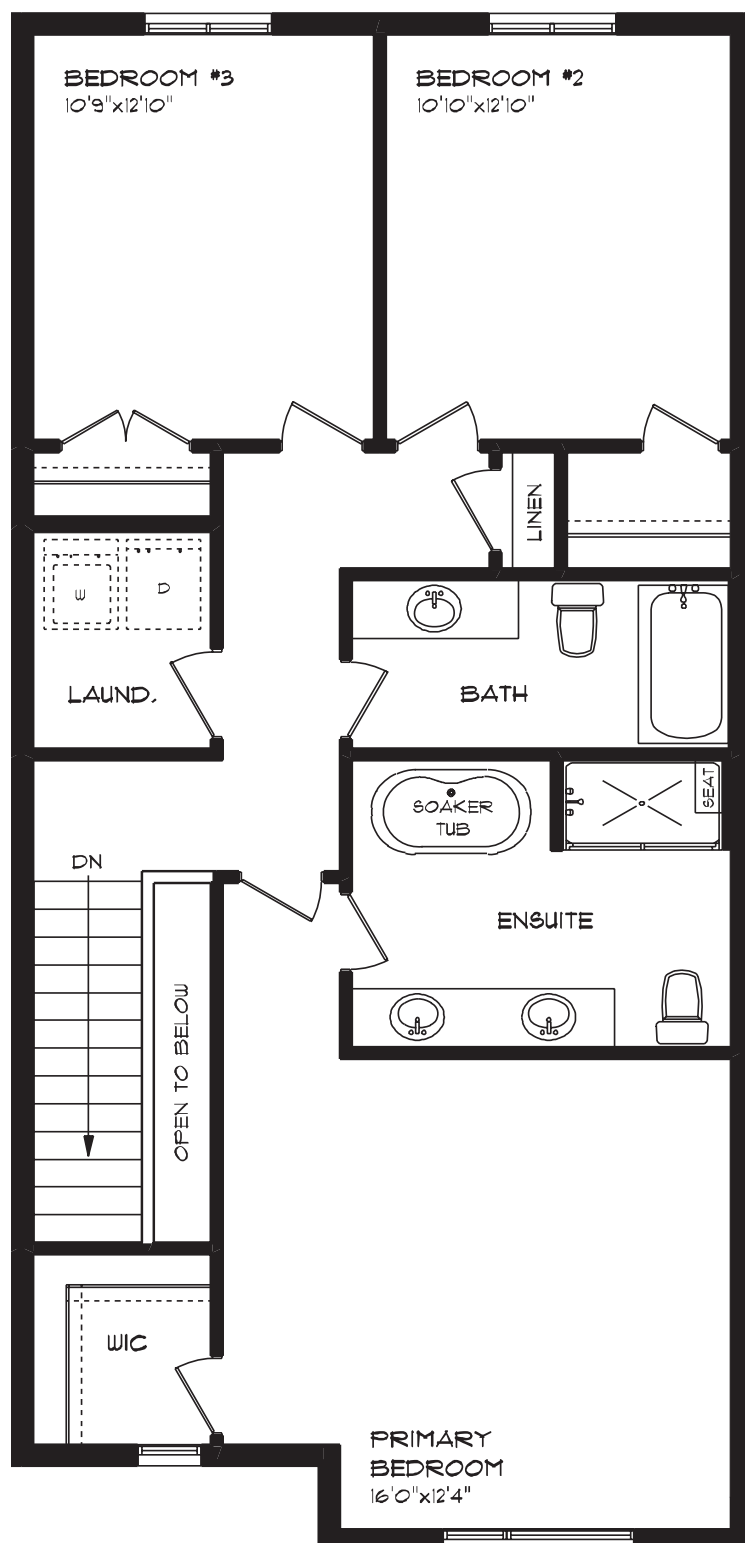 BEDROOM #3
10'9"x12'10"
BEDROOM #2
10'10"x12'10"
LINEN
W
D
LAUND.
BATH
SOAKER
TUB
SEAT
DN
ENSUITE
OPEN TO BELOW
WIC
PRIMARY
BEDROOM
16'0"x12'4"